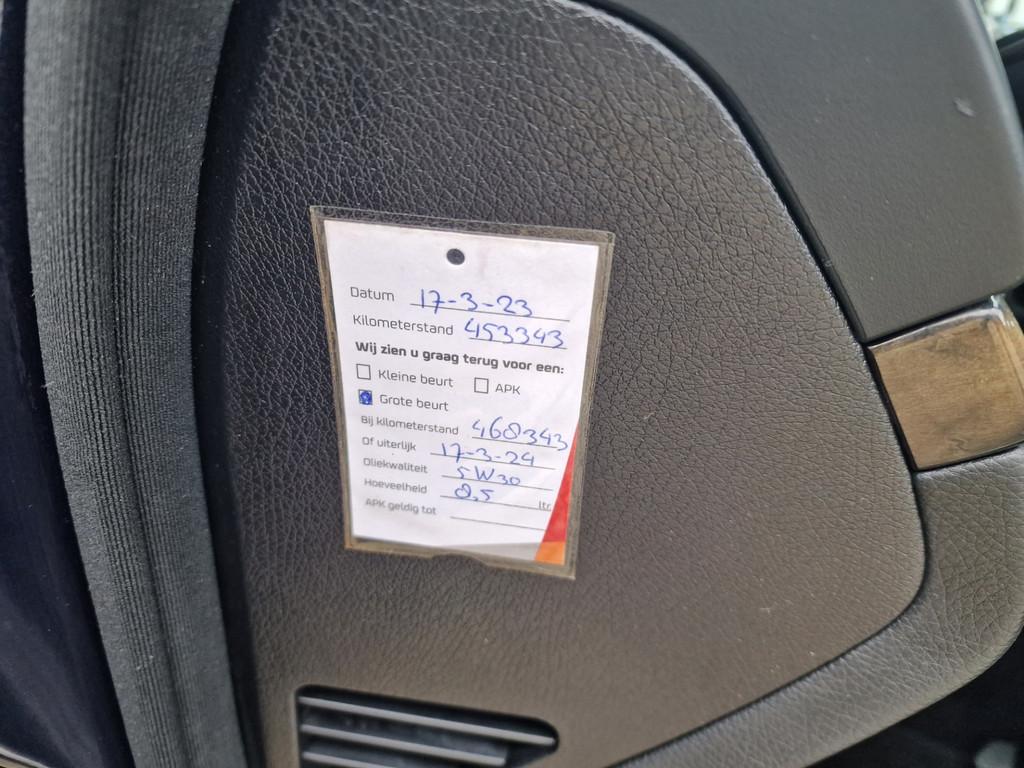 Datum 17-3-23
Kilometerstand 453343
Wij zien u graag terug voor een:
Kleine beurt APK
Grote beurt
Bij kilometerstand 468343
Of uiterlijk 17-3-24
Oliekwaliteit 5W30
Hoeveelheid 8,5 ltr.
APK geldig tot